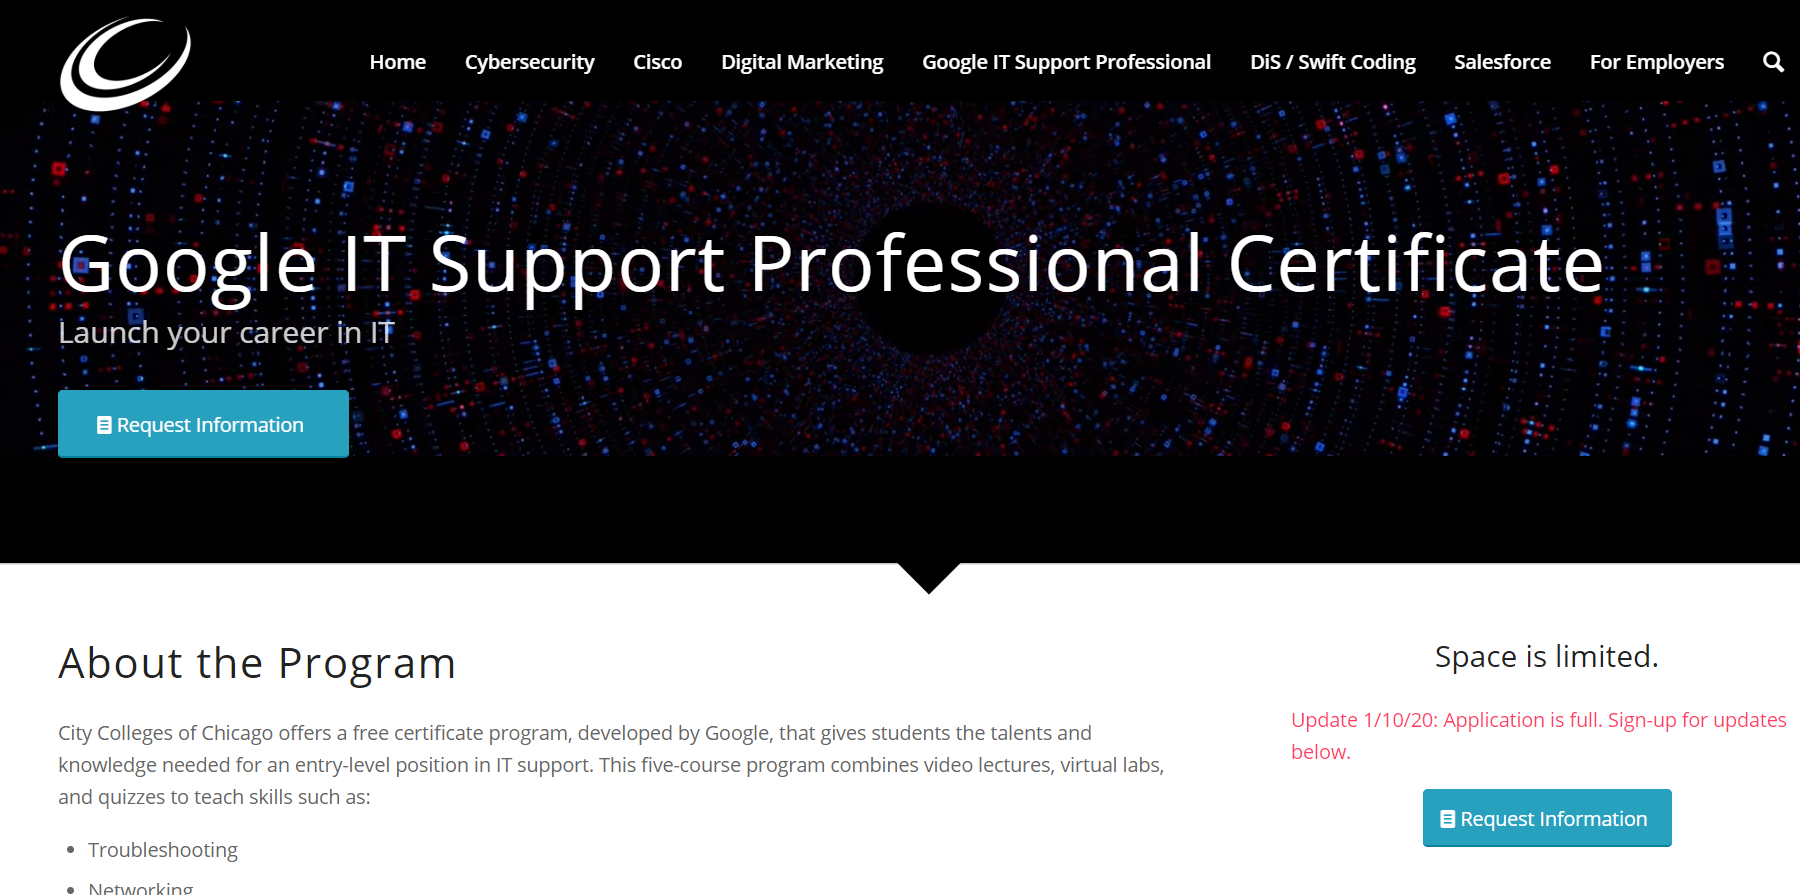 Home Cybersecurity Cisco Digital Marketing Google IT Support Professional DiS / Swift Coding Salesforce For Employers
Google IT Support Professional Certificate
Launch your career in IT
Request Information
About the Program
City Colleges of Chicago offers a free certificate program, developed by Google, that gives students the talents and
knowledge needed for an entry-level position in IT support. This five-course program combines video lectures, virtual labs,
and quizzes to teach skills such as:
Troubleshooting
Networking
Space is limited.
Update 1/10/20: Application is full. Sign-up for updates
below.
Request Information